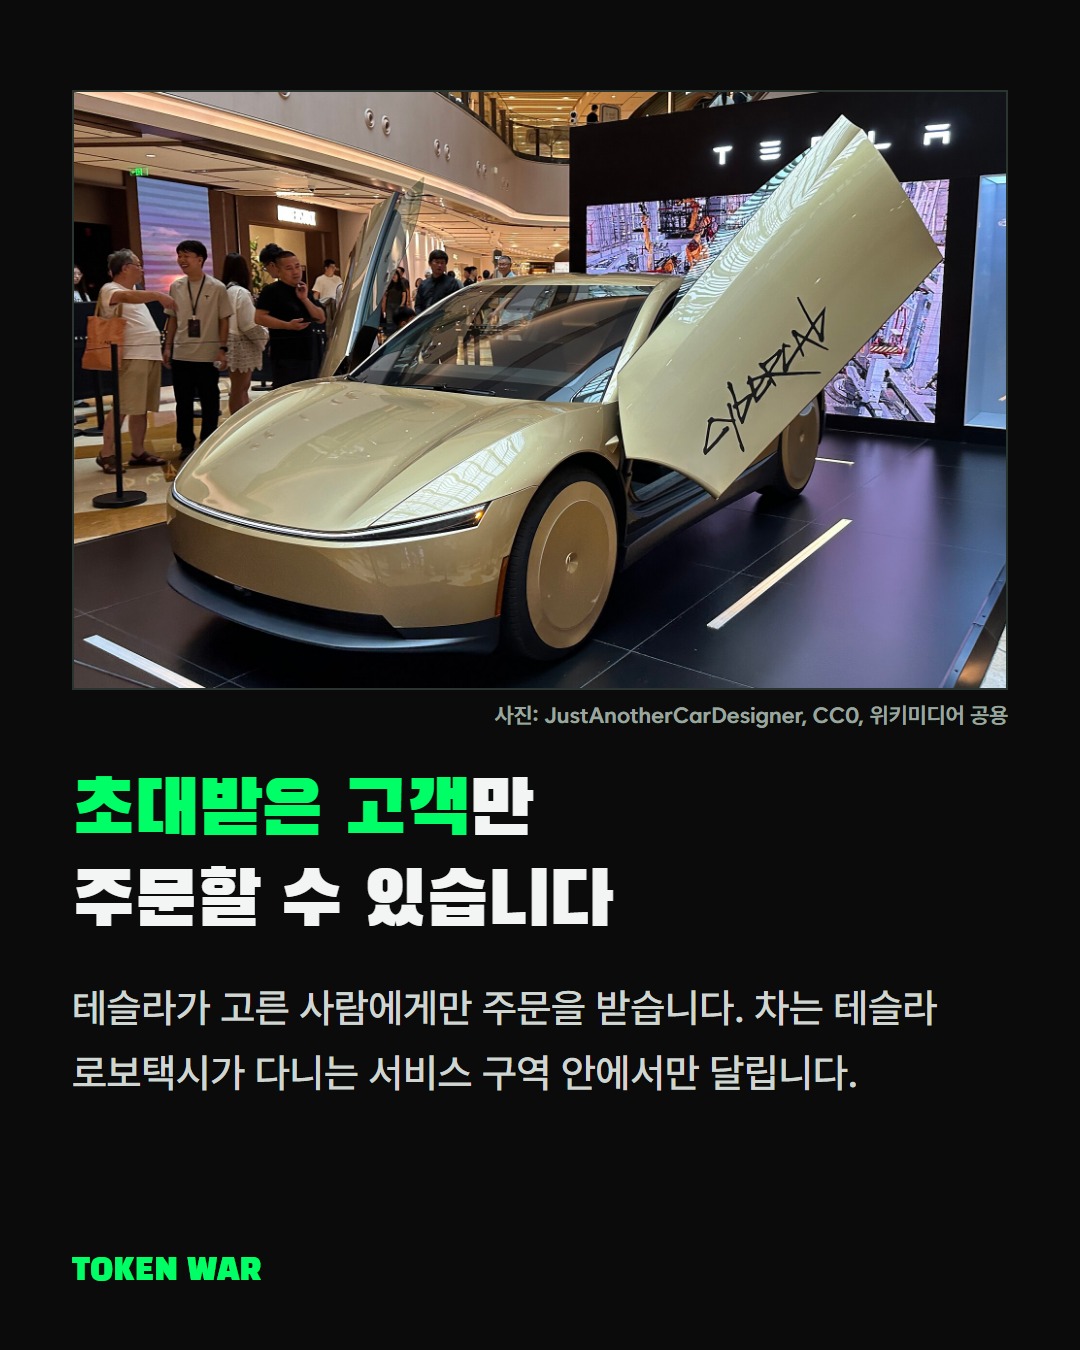 TESLA
CYBERCAB
사진: JustAnotherCarDesigner, CC0, 위키미디어 공용
초대받은 고객만
주문할 수 있습니다
테슬라가 고른 사람에게만 주문을 받습니다. 차는 테슬라
로보택시가 다니는 서비스 구역 안에서만 달립니다.
TOKEN WAR